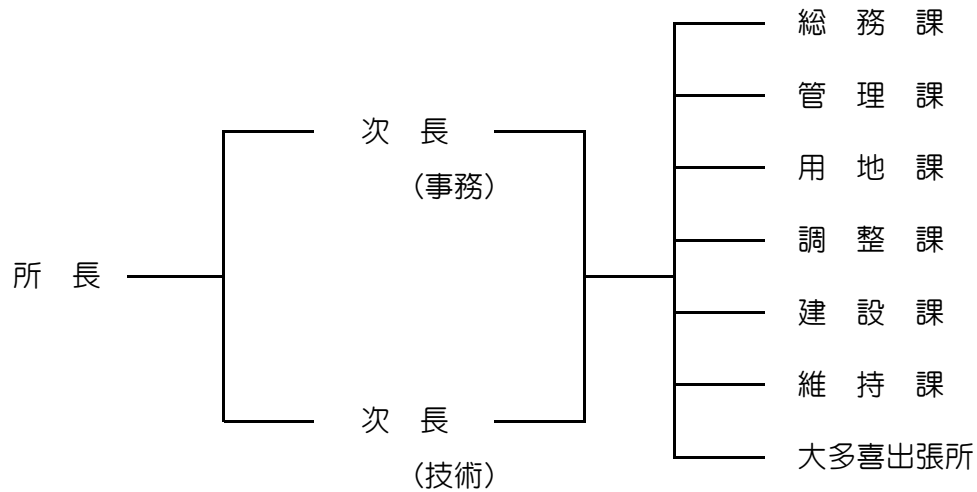 所　長
次　長
（事務）
次　長
（技術）
総　務　課
管　理　課
用　地　課
調　整　課
建　設　課
維　持　課
大多喜出張所